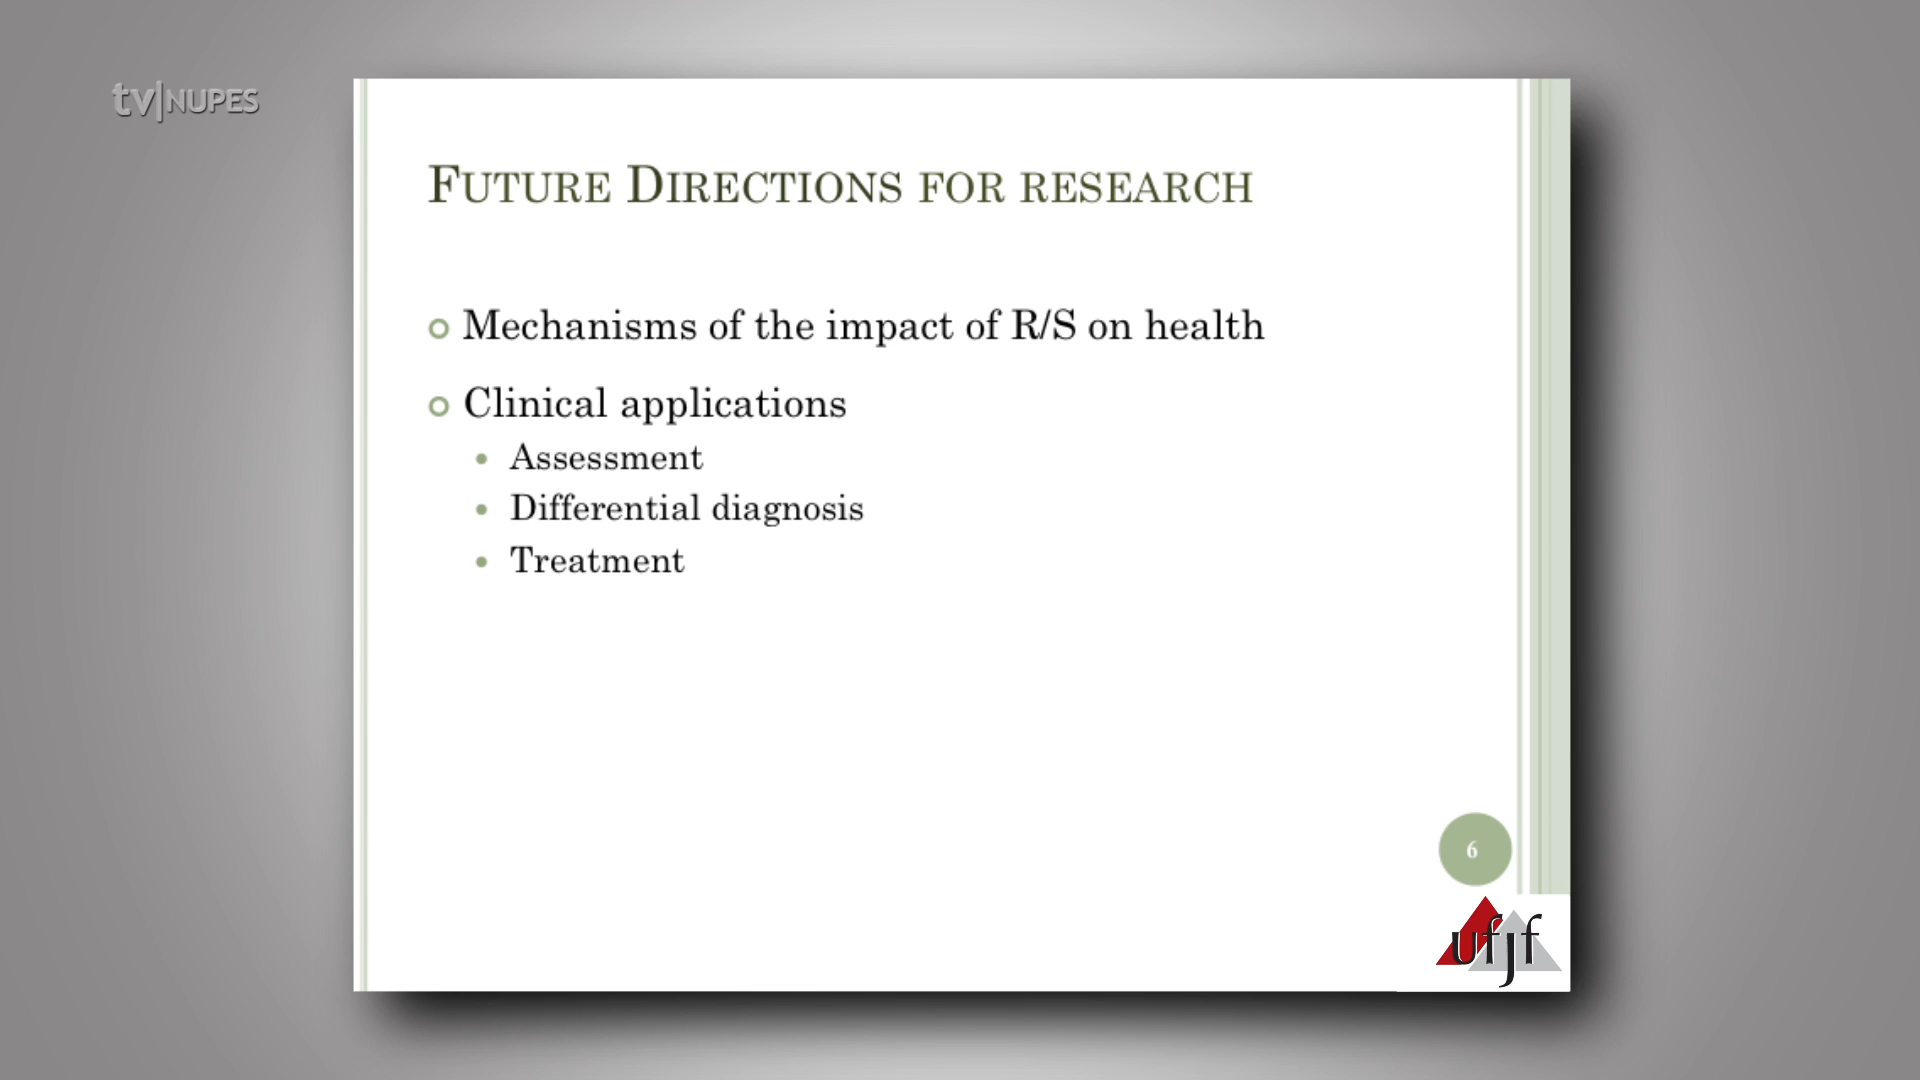 tv|NUPES
FUTURE DIRECTIONS FOR RESEARCH
Mechanisms of the impact of R/S on health
Clinical applications
Assessment
Differential diagnosis
Treatment
6
ufjf